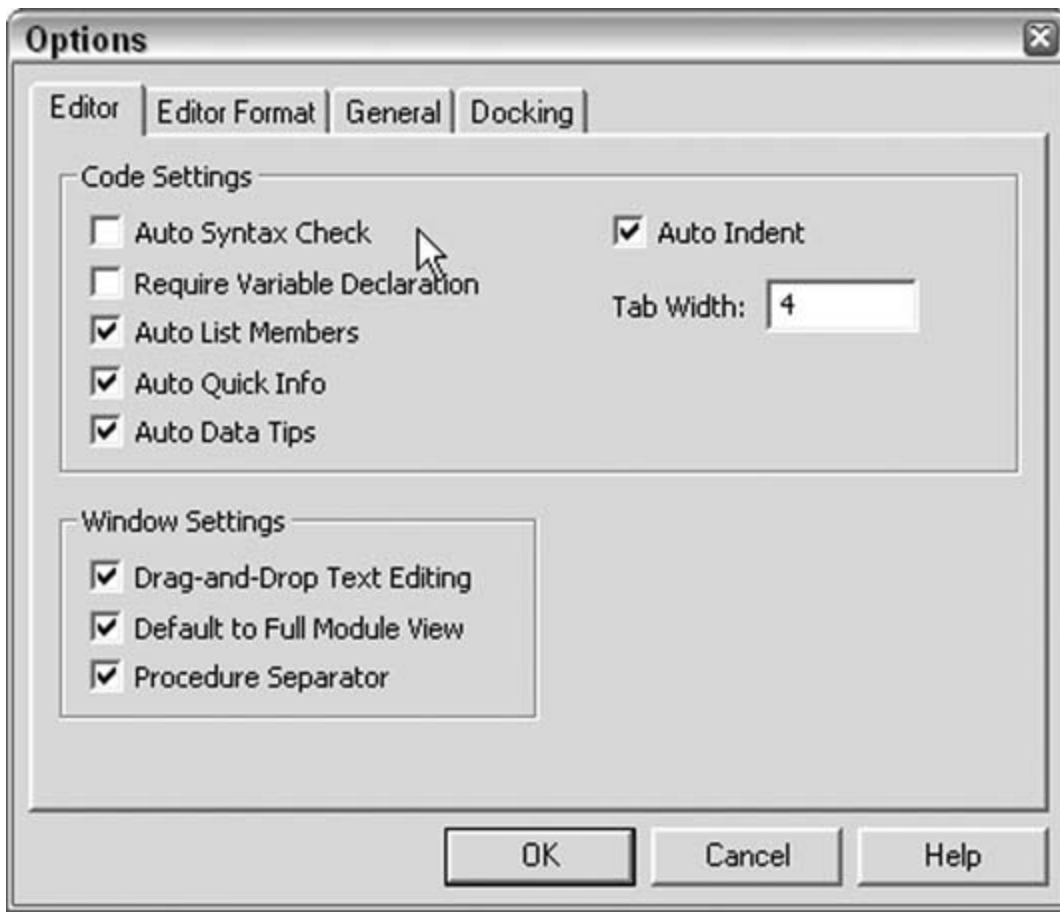 Options
Editor
Editor Format
General
Docking
Code Settings
Auto Syntax Check
Require Variable Declaration
Auto List Members
Auto Quick Info
Auto Data Tips
Auto Indent
Tab Width: 4
Window Settings
Drag-and-Drop Text Editing
Default to Full Module View
Procedure Separator
OK
Cancel
Help